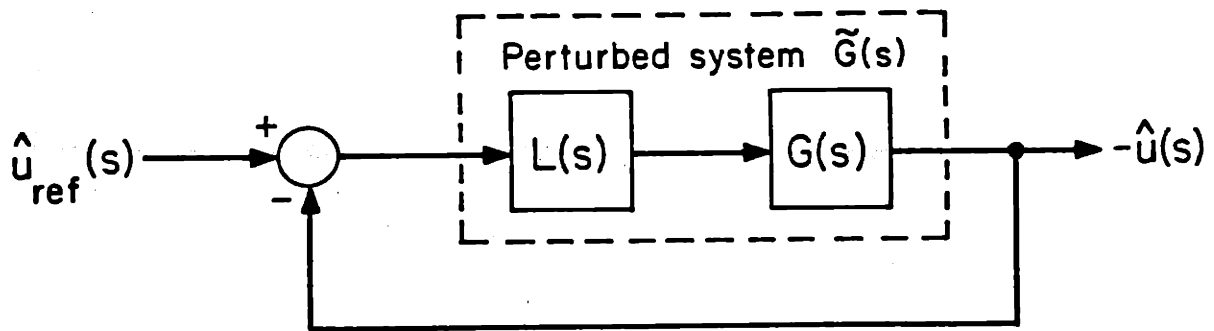 Perturbed system G̃(s)
+
û_ref(s)
-
L(s)
G(s)
-û(s)